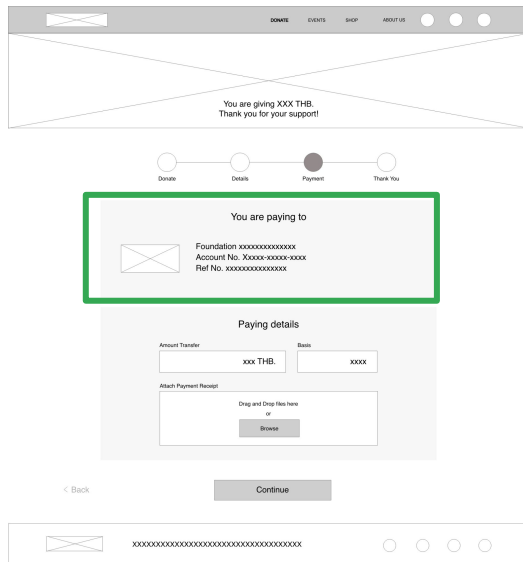 DONATE EVENTS SHOP ABOUT US
You are giving XXX THB.
Thank you for your support!
Donate Details Payment Thank You
You are paying to
Foundation xxxxxxxxxxxxxx
Account No. Xxxxx-xxxxx-xxxx
Ref No. xxxxxxxxxxxxxxx
Paying details
Amount Transfer Basis
xxx THB. xxxx
Attach Payment Receipt
Drag and Drop files here
or
Browse
< Back Continue
XXXXXXXXXXXXXXXXXXXXXXXXXXXXXXXXXXX